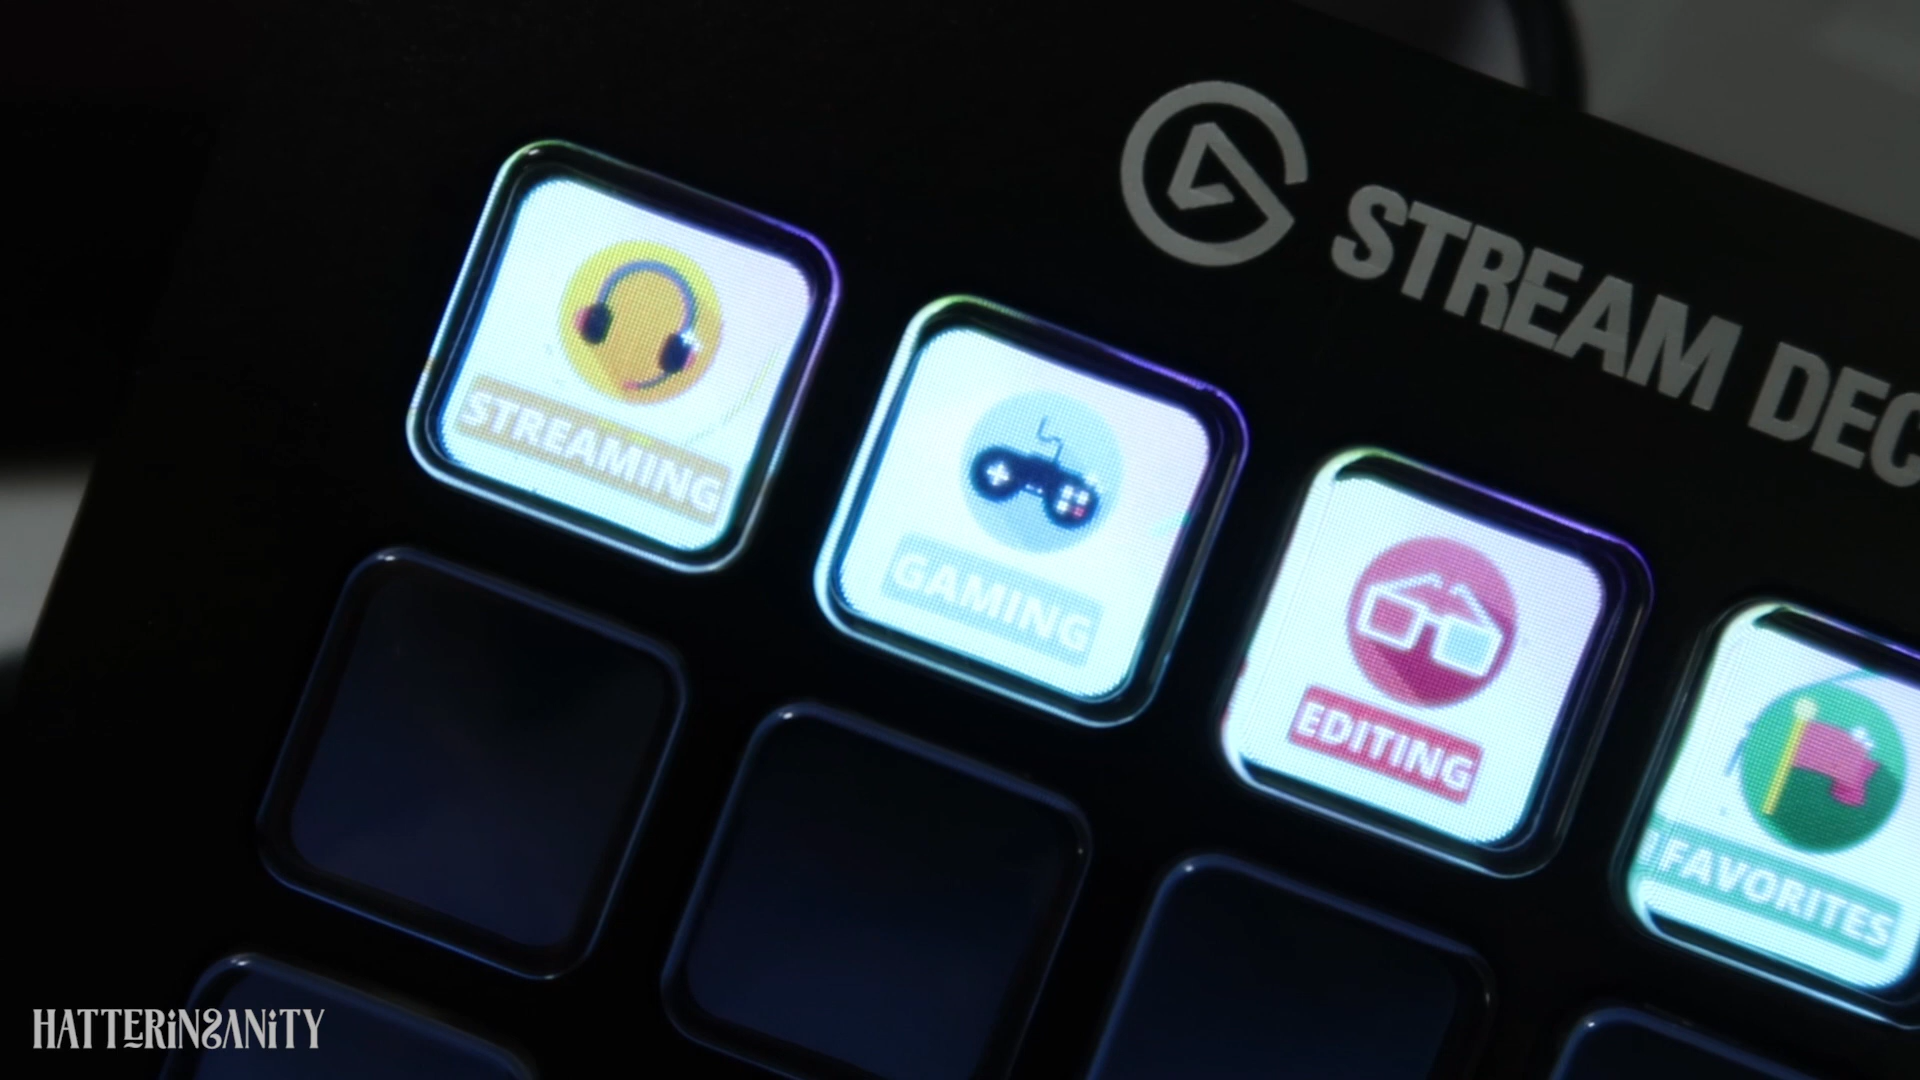 STREAM DEC
STREAMING
GAMING
EDITING
FAVORITES
HATTERiNSANiTY